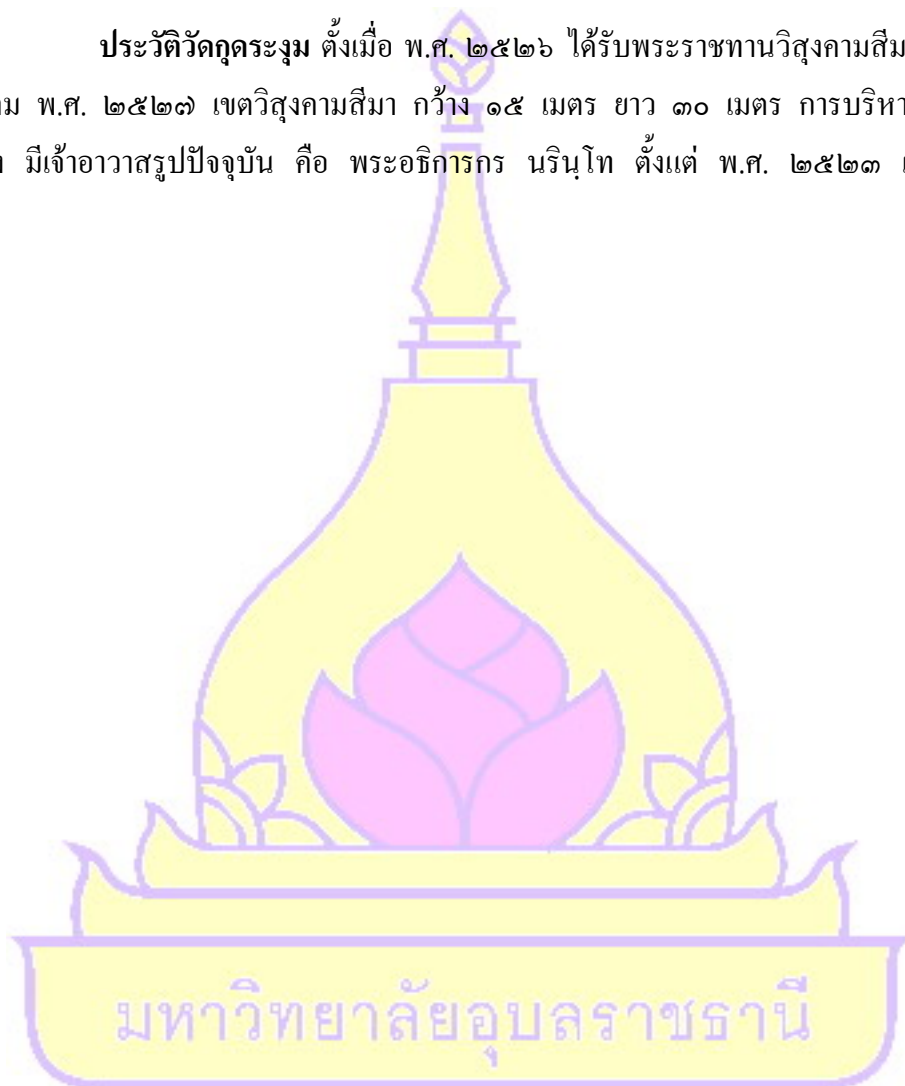 ประวัติวัดกุดระงุม ตั้งเมื่อ พ.ศ. ๒๕๒๖ ได้รับพระราชทานวิสุงคามสีม
าม พ.ศ. ๒๕๒๗ เขตวิสุงคามสีมา กว้าง ๑๕ เมตร ยาว ๓๐ เมตร การบริหา
มีเจ้าอาวาสรูปปัจจุบัน คือ พระอธิการกร นรินฺโท ตั้งแต่ พ.ศ. ๒๕๒๓
มหาวิทยาลัยอุบลราชธานี